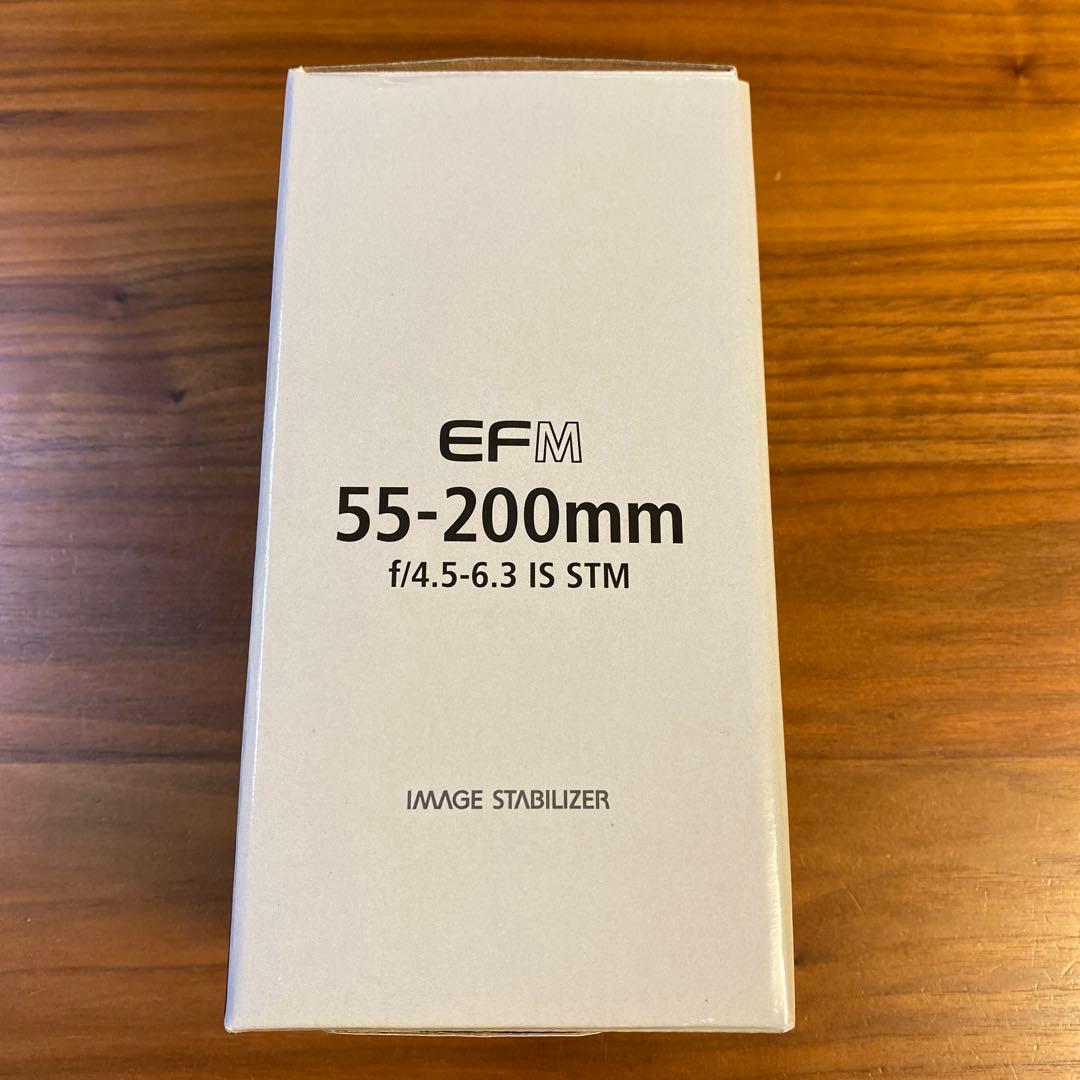 EFM
55-200mm
f/4.5-6.3 IS STM
IMAGE STABILIZER